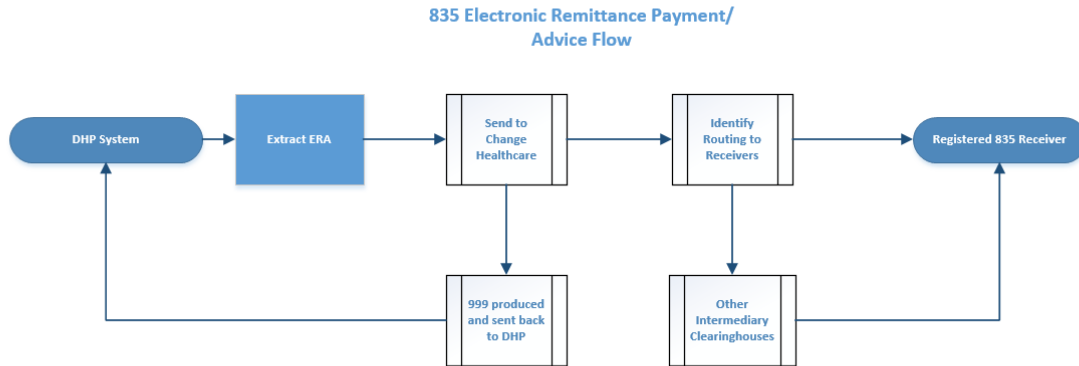 835 Electronic Remittance Payment/
Advice Flow
DHP System
Extract ERA
Send to
Change
Healthcare
Identify
Routing to
Receivers
Registered 835 Receiver
999 produced
and sent back
to DHP
Other
Intermediary
Clearinghouses